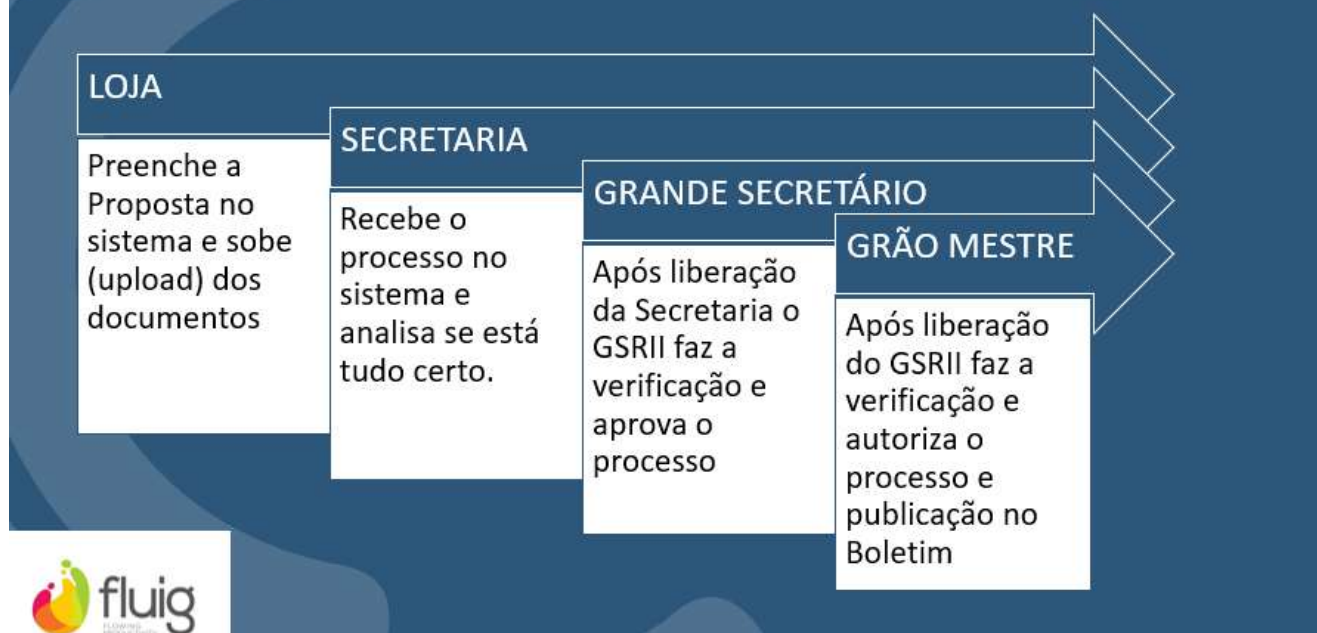 LOJA
Preenche a
Proposta no
sistema e sobe
(upload) dos
documentos
SECRETARIA
Recebe o
processo no
sistema e
analisa se está
tudo certo.
GRANDE SECRETÁRIO
Após liberação
da Secretaria o
GSRII faz a
verificação e
aprova o
processo
GRÃO MESTRE
Após liberação
do GSRII faz a
verificação e
autoriza o
processo e
publicação no
Boletim
fluig